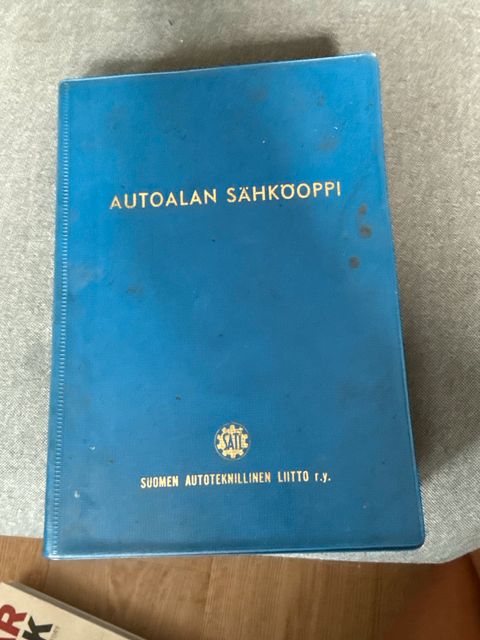 AUTOALAN SÄHKÖOPPI
SATL
SUOMEN AUTOTEKNILLINEN LIITTO r.y.